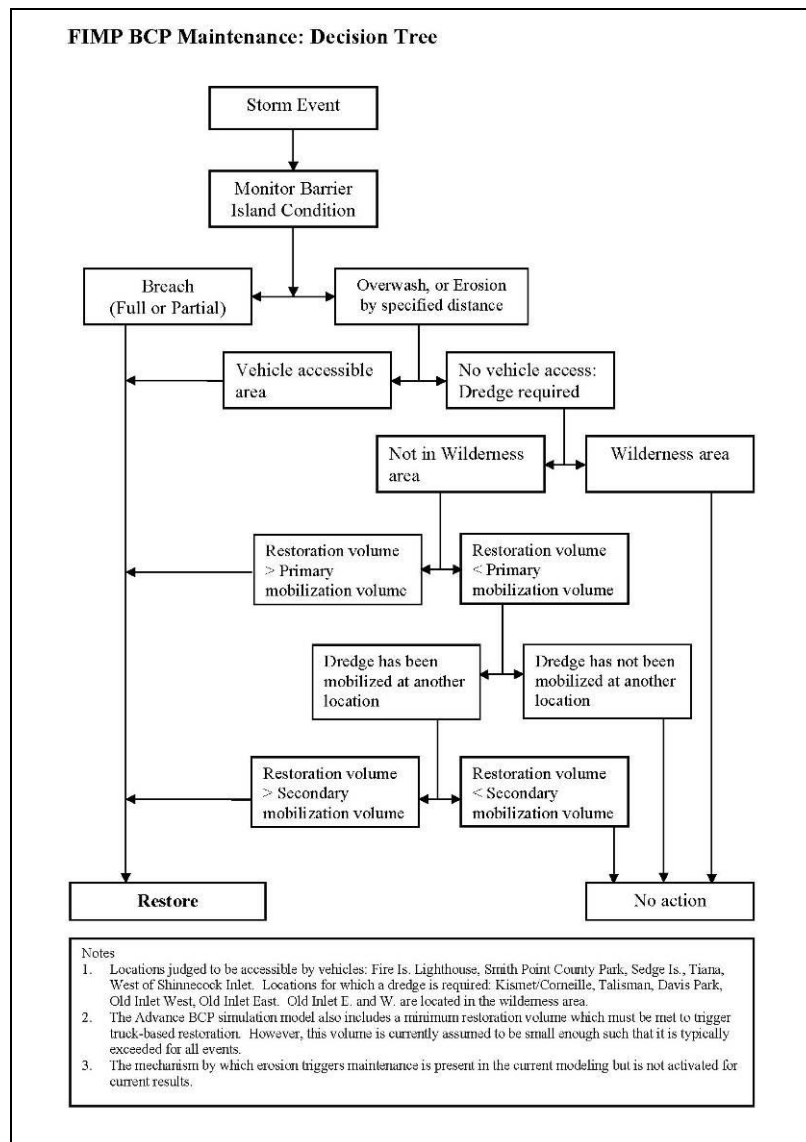 FIMP BCP Maintenance: Decision Tree
Storm Event
Monitor Barrier
Island Condition
Breach
(Full or Partial)
Overwash, or Erosion
by specified distance
Vehicle accessible
area
No vehicle access:
Dredge required
Not in Wilderness
area
Wilderness area
Restoration volume
> Primary
mobilization volume
Restoration volume
< Primary
mobilization volume
Dredge has been
mobilized at another
location
Dredge has not been
mobilized at another
location
Restoration volume
> Secondary
mobilization volume
Restoration volume
< Secondary
mobilization volume
Restore
No action
Notes
1. Locations judged to be accessible by vehicles: Fire Is. Lighthouse, Smith Point County Park, Sedge Is., Tiana,
West of Shinnecock Inlet. Locations for which a dredge is required: Kismet/Corneille, Talisman, Davis Park,
Old Inlet West, Old Inlet East. Old Inlet E. and W. are located in the wilderness area.
2. The Advance BCP simulation model also includes a minimum restoration volume which must be met to trigger
truck-based restoration. However, this volume is currently assumed to be small enough such that it is typically
exceeded for all events.
3. The mechanism by which erosion triggers maintenance is present in the current modeling but is not activated for
current results.